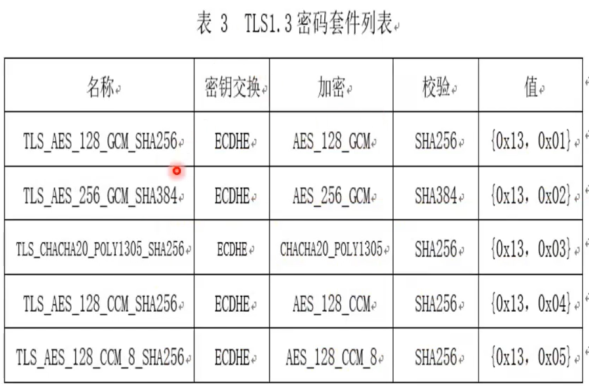 表 3 TLS1.3密码套件列表
名称 密钥交换 加密 校验 值
TLS_AES_128_GCM_SHA256 ECDHE AES_128_GCM SHA256 {0x13, 0x01}
TLS_AES_256_GCM_SHA384 ECDHE AES_256_GCM SHA384 {0x13, 0x02}
TLS_CHACHA20_POLY1305_SHA256 ECDHE CHACHA20_POLY1305 SHA256 {0x13, 0x03}
TLS_AES_128_CCM_SHA256 ECDHE AES_128_CCM SHA256 {0x13, 0x04}
TLS_AES_128_CCM_8_SHA256 ECDHE AES_128_CCM_8 SHA256 {0x13, 0x05}